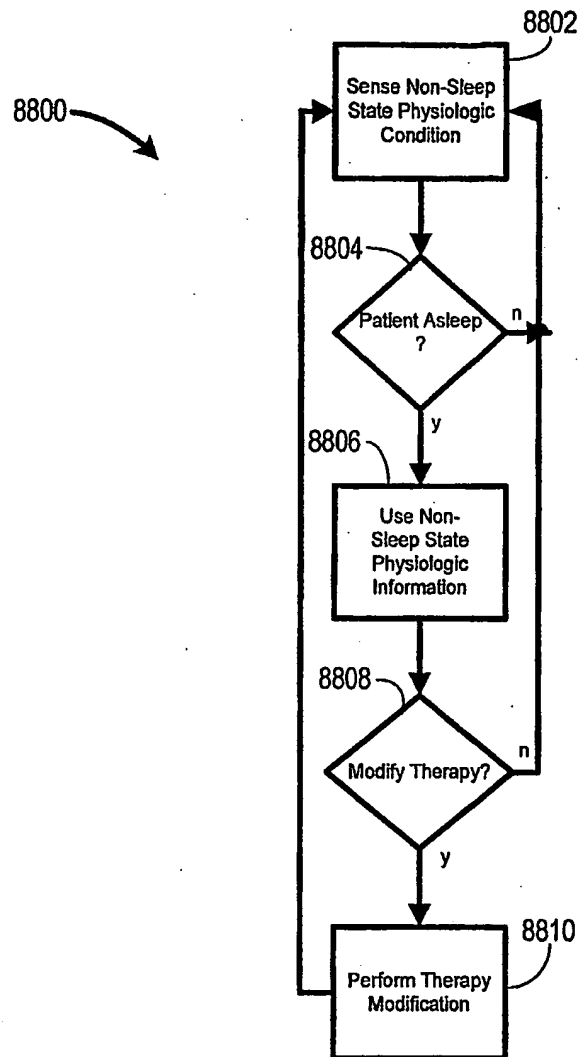 8802
8800
Sense Non-Sleep
State Physiologic
Condition
8804
Patient Asleep
?
n
y
8806
Use Non-
Sleep State
Physiologic
Information
8808
Modify Therapy?
n
y
8810
Perform Therapy
Modification